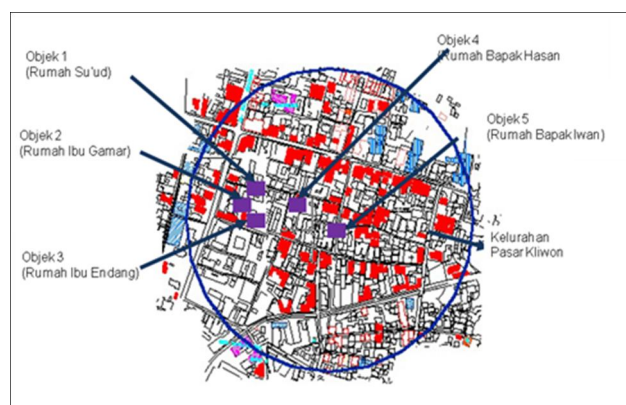 Objek 1
(Rumah Su'ud)
Objek 2
(Rumah Ibu Gamar)
Objek 3
(Rumah Ibu Endang)
Objek 4
(Rumah Bapak Hasan
Objek 5
(Rumah Bapak Iwan)
Kelurahan
Pasar Kliwon